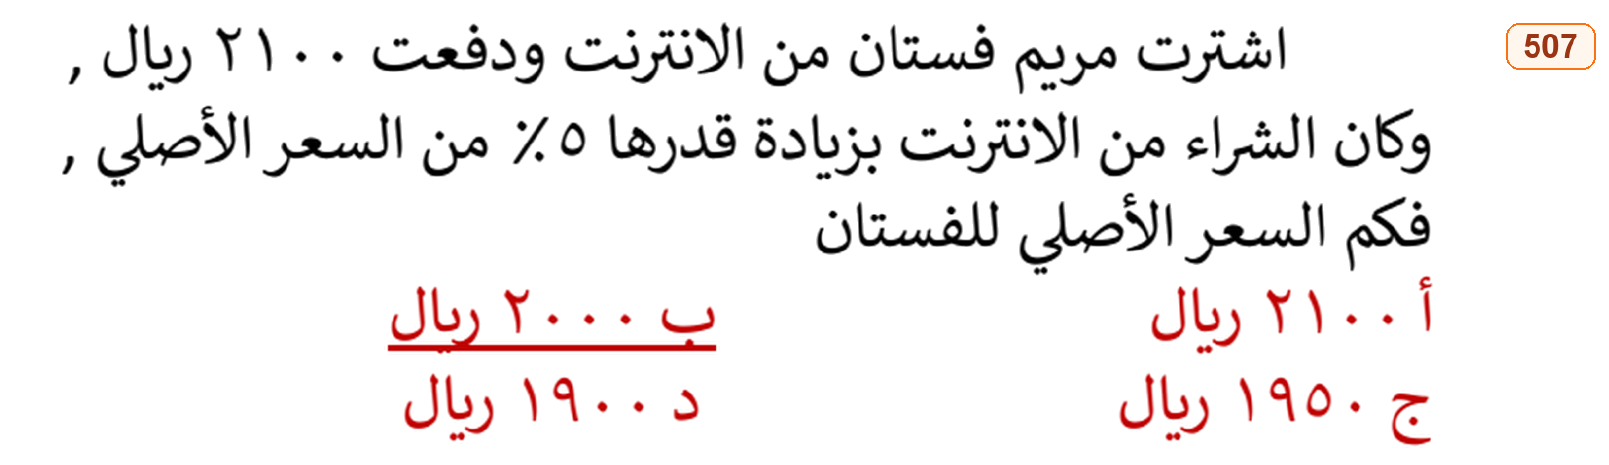 507
اشترت مريم فستان من الانترنت ودفعت ٢١٠٠ ريال ,
وكان الشراء من الانترنت بزيادة قدرها ٥٪ من السعر الأصلي ,
فكم السعر الأصلي للفستان
أ ٢١٠٠ ريال ب ٢٠٠٠ ريال
ج ١٩٥٠ ريال د ١٩٠٠ ريال